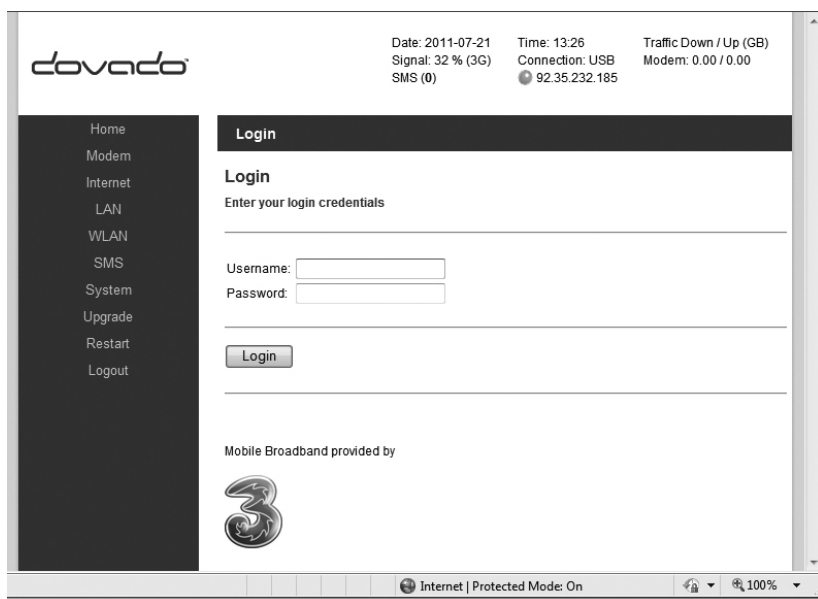 dovado
Date: 2011-07-21
Signal: 32 % (3G)
SMS (0)
Time: 13:26
Connection: USB
92.35.232.185
Traffic Down / Up (GB)
Modem: 0.00 / 0.00
Home
Modem
Internet
LAN
WLAN
SMS
System
Upgrade
Restart
Logout
Login
Login
Enter your login credentials
Username:
Password:
Login
Mobile Broadband provided by
3
Internet | Protected Mode: On
100%